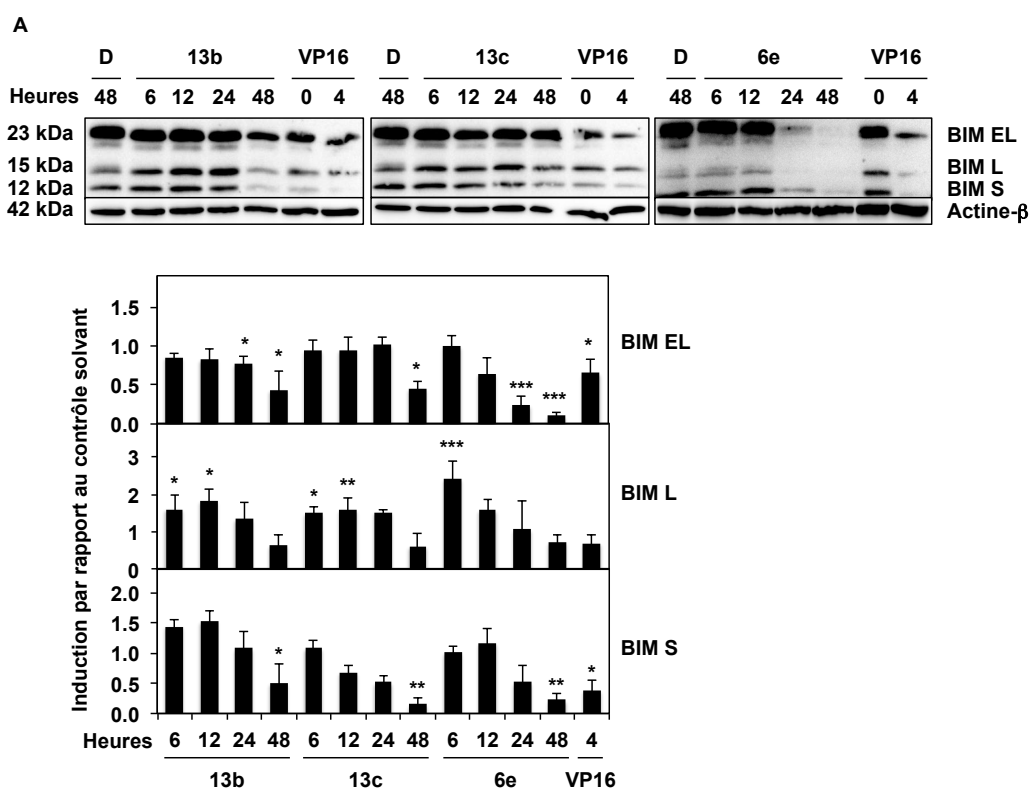 A
D 13b VP16 D 13c VP16 D 6e VP16
Heures 48 6 12 24 48 0 4 48 6 12 24 48 0 4 48 6 12 24 48 0 4
23 kDa BIM EL
15 kDa BIM L
12 kDa BIM S
42 kDa Actine-β
Induction par rapport au contrôle solvant
1.5
1.0
0.5
0.0
* * * *** *** *
BIM EL
3
2
1
0
* * * ** ***
BIM L
2.0
1.5
1.0
0.5
0.0
* ** ** *
BIM S
Heures 6 12 24 48 6 12 24 48 6 12 24 48 4
13b 13c 6e VP16